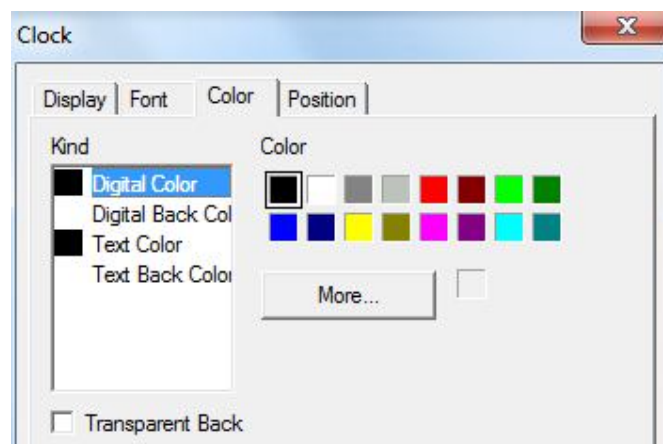 Clock
Display Font Color Position
Kind
Color
Digital Color
Digital Back Col
Text Color
Text Back Color
More...
Transparent Back